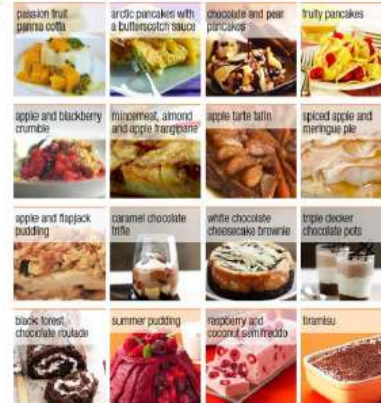 passion fruit
panna cotta
arctic pancakes with
a butterscotch sauce
chocolate and pear
pancakes
fruity pancakes
apple and blackberry
crumble
mincemeat, almond
and apple frangipane
apple tarte tatin
spiced apple and
meringue pie
apple and flapjack
pudding
caramel chocolate
trifle
white chocolate
cheesecake brownie
triple decker
chocolate pots
black forest
chocolate roulade
summer pudding
raspberry and
coconut semifreddo
tiramisu